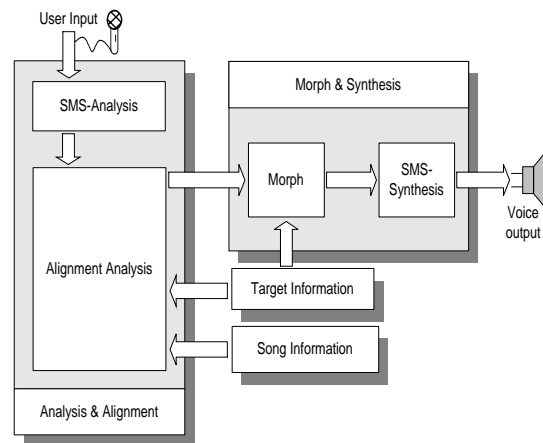 User Input
SMS-Analysis
Alignment Analysis
Analysis & Alignment
Morph & Synthesis
Morph
SMS-
Synthesis
Voice
output
Target Information
Song Information